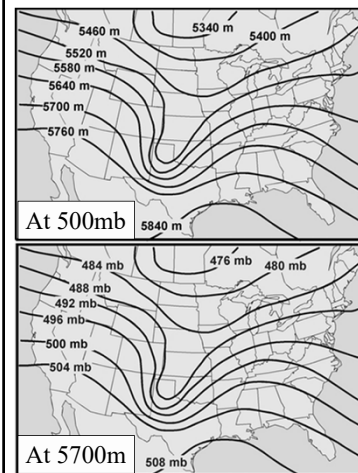 5340 m
5460 m
5400 m
5520 m
5580 m
5640 m
5700 m
5760 m
At 500mb
5840 m
476 mb
480 mb
484 mb
488 mb
492 mb
496 mb
500 mb
504 mb
At 5700m
508 mb